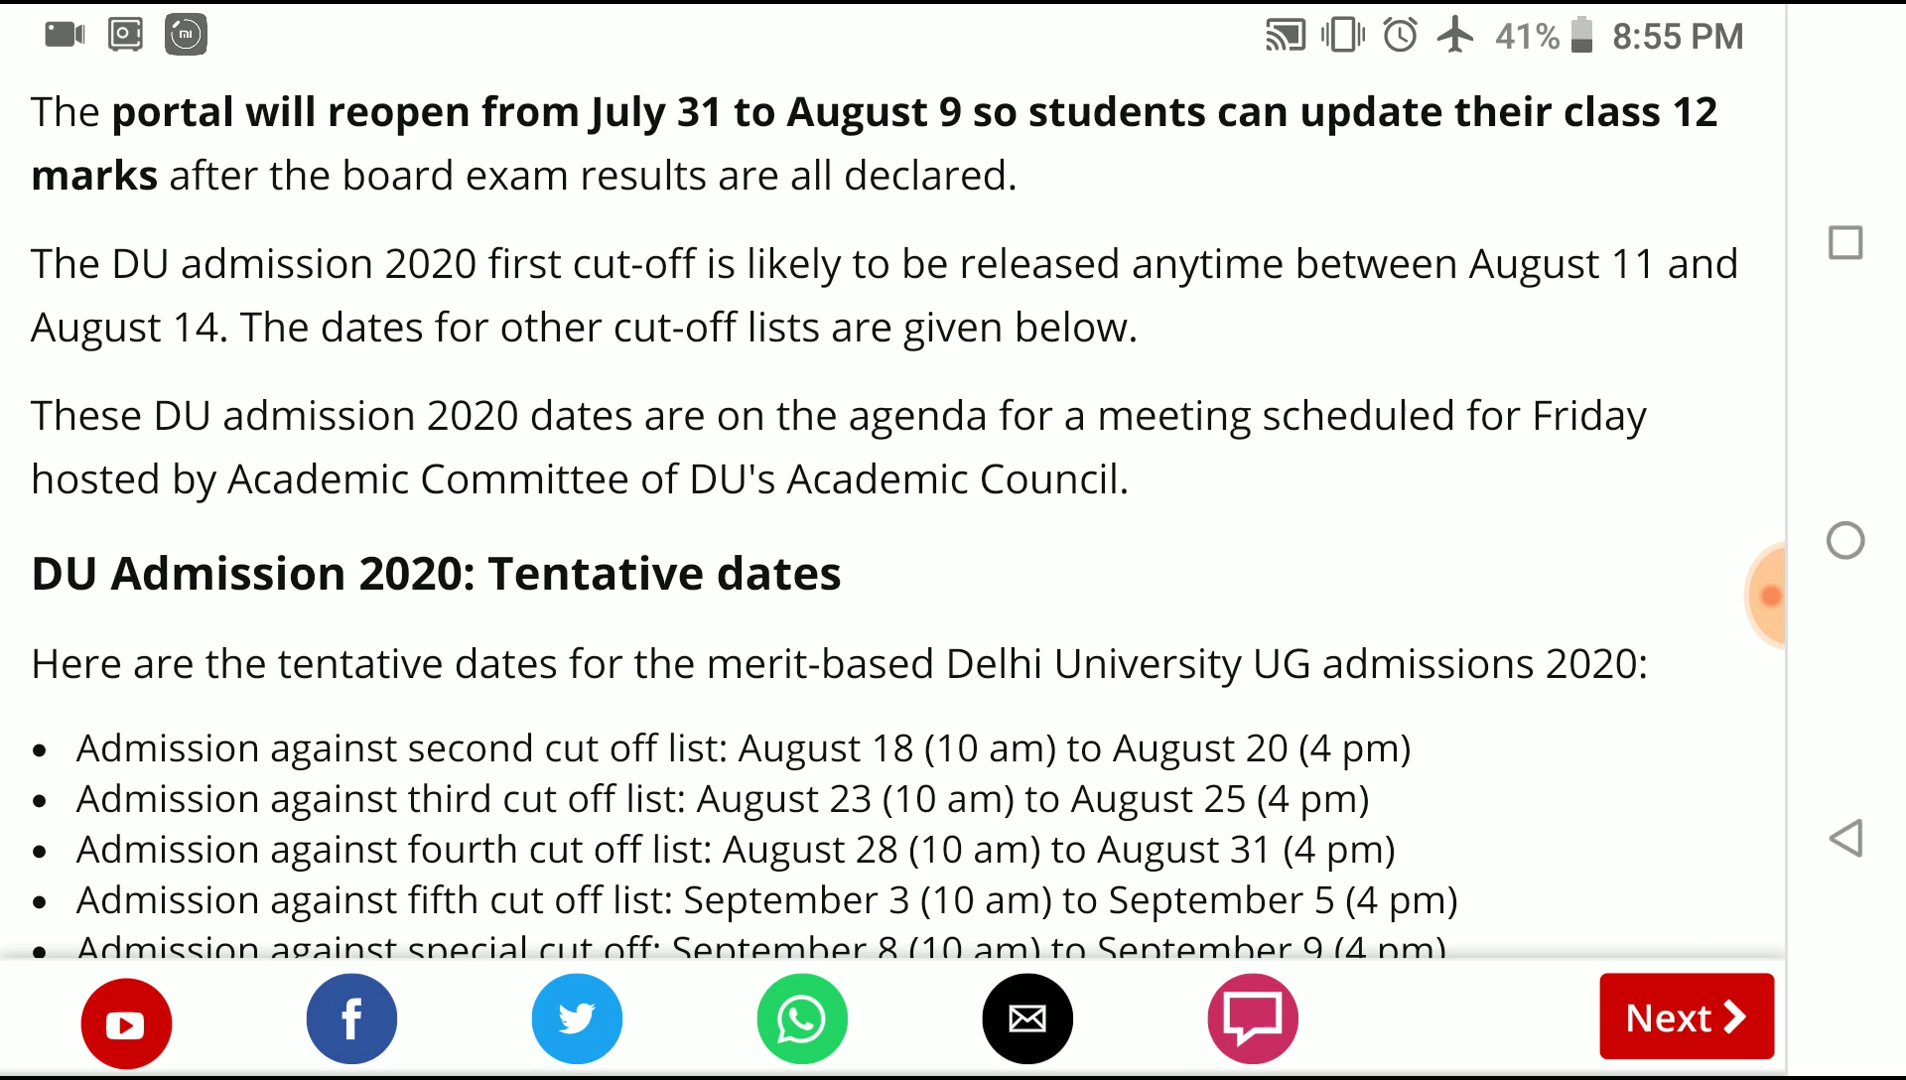 41% 8:55 PM
The portal will reopen from July 31 to August 9 so students can update their class 12
marks after the board exam results are all declared.
The DU admission 2020 first cut-off is likely to be released anytime between August 11 and
August 14. The dates for other cut-off lists are given below.
These DU admission 2020 dates are on the agenda for a meeting scheduled for Friday
hosted by Academic Committee of DU's Academic Council.
DU Admission 2020: Tentative dates
Here are the tentative dates for the merit-based Delhi University UG admissions 2020:
• Admission against second cut off list: August 18 (10 am) to August 20 (4 pm)
• Admission against third cut off list: August 23 (10 am) to August 25 (4 pm)
• Admission against fourth cut off list: August 28 (10 am) to August 31 (4 pm)
• Admission against fifth cut off list: September 3 (10 am) to September 5 (4 pm)
• Admission against special cut off: September 8 (10 am) to September 9 (4 pm)
Next